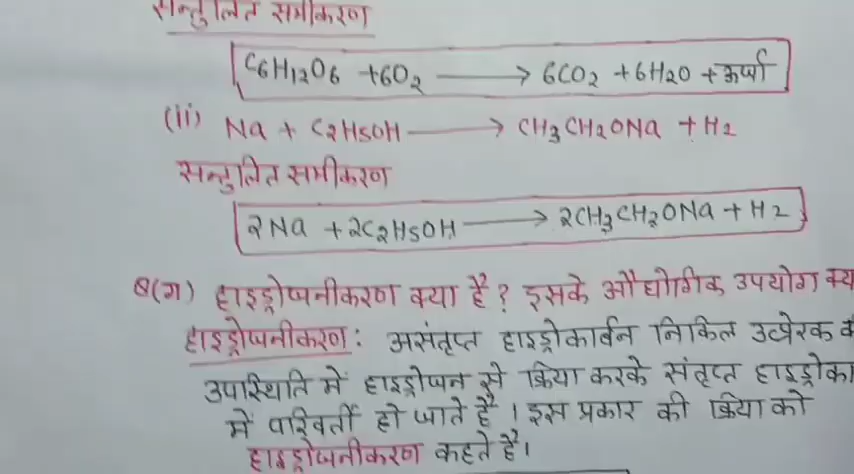 सन्तुलित समीकरण
C6H12O6 + 6O2 ⟶ 6CO2 + 6H2O + ऊर्जा
(ii) Na + C2H5OH ⟶ CH3CH2ONa + H2
सन्तुलित समीकरण
2Na + 2C2H5OH ⟶ 2CH3CH2ONa + H2
8(ग) हाइड्रोजनीकरण क्या है? इसके औद्योगिक उपयोग
हाइड्रोजनीकरण: असंतृप्त हाइड्रोकार्बन निकिल उत्प्रेरक
उपस्थिति में हाइड्रोजन से क्रिया करके संतृप्त
में परिवर्ती हो जाते है। इस प्रकार की क्रिया को
हाइड्रोजनीकरण कहते है।